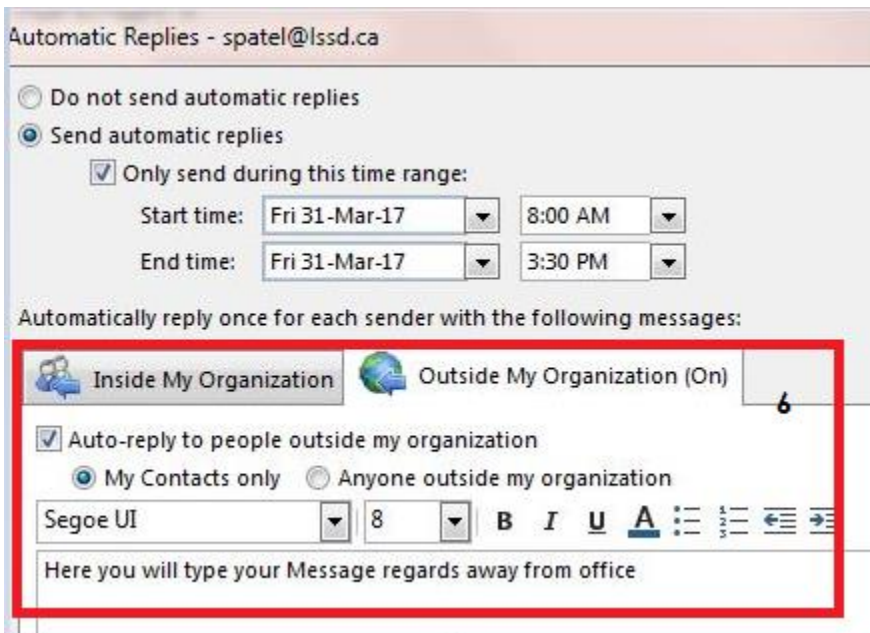 Automatic Replies - spatel@lssd.ca
Do not send automatic replies
Send automatic replies
Only send during this time range:
Start time: Fri 31-Mar-17 8:00 AM
End time: Fri 31-Mar-17 3:30 PM
Automatically reply once for each sender with the following messages:
Inside My Organization Outside My Organization (On)
6
Auto-reply to people outside my organization
My Contacts only Anyone outside my organization
Segoe UI 8 B I U A
Here you will type your Message regards away from office